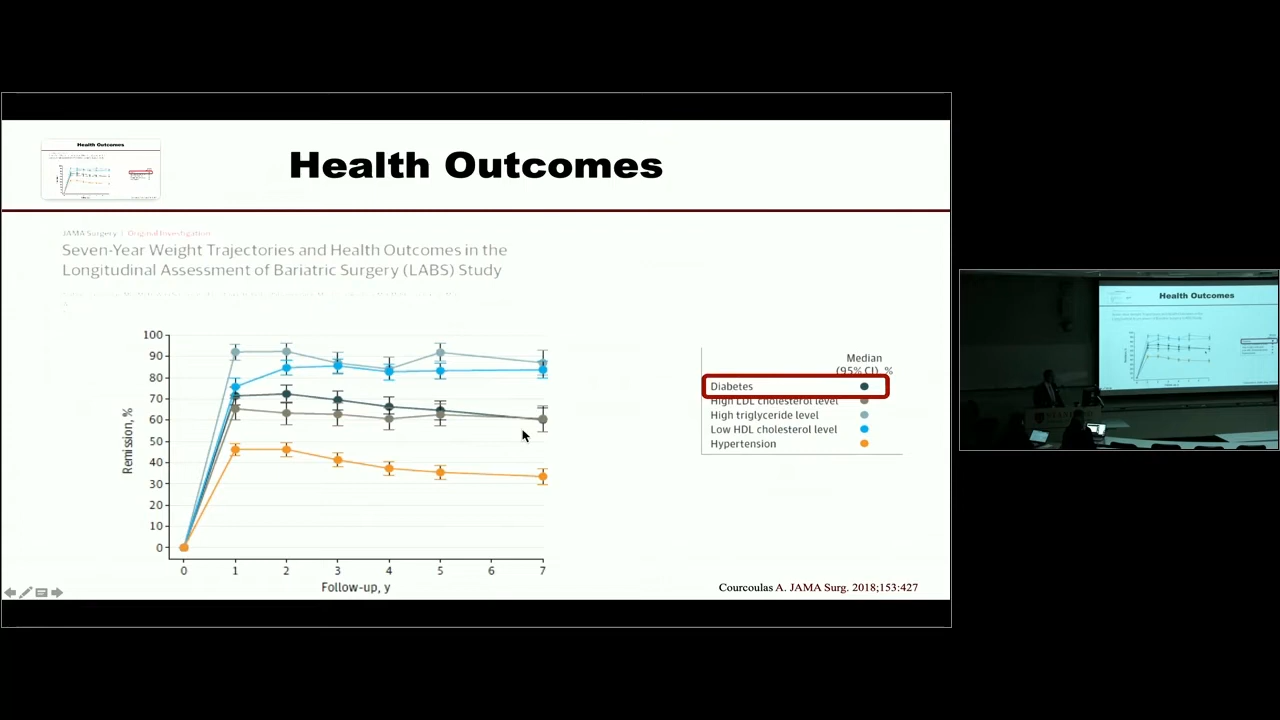 Health Outcomes
Health Outcomes
JAMA Surgery | Original Investigation
Seven-Year Weight Trajectories and Health Outcomes in the
Longitudinal Assessment of Bariatric Surgery (LABS) Study
100
90
80
70
60
50
40
30
20
10
0
Remission, %
0 1 2 3 4 5 6 7
Follow-up, y
Median
(95% CI), %
Diabetes
High LDL cholesterol level
High triglyceride level
Low HDL cholesterol level
Hypertension
Courcoulas A. JAMA Surg. 2018;153:427
Health Outcomes